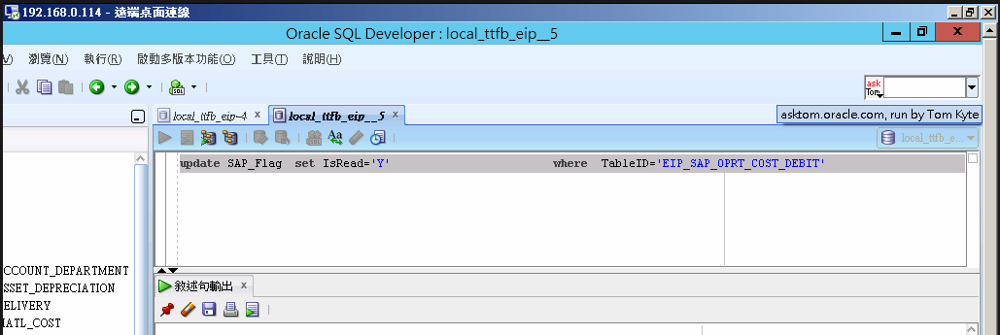 192.168.0.114 - 遠端桌面連線
Oracle SQL Developer : local_ttfb_eip__5
V) 瀏覽(N) 執行(R) 啟動多版本功能(O) 工具(T) 說明(H)
SQL
ask Tom
local_ttfb_eip~4 x local_ttfb_eip__5 x
asktom.oracle.com, run by Tom Kyte
Aa
local_ttfb_e...
update SAP_Flag set IsRead='Y' where TableID='EIP_SAP_OPRT_COST_DEBIT'
CCOUNT_DEPARTMENT
SSET_DEPRECIATION
ELIVERY
IATL_COST
敘述句輸出 x